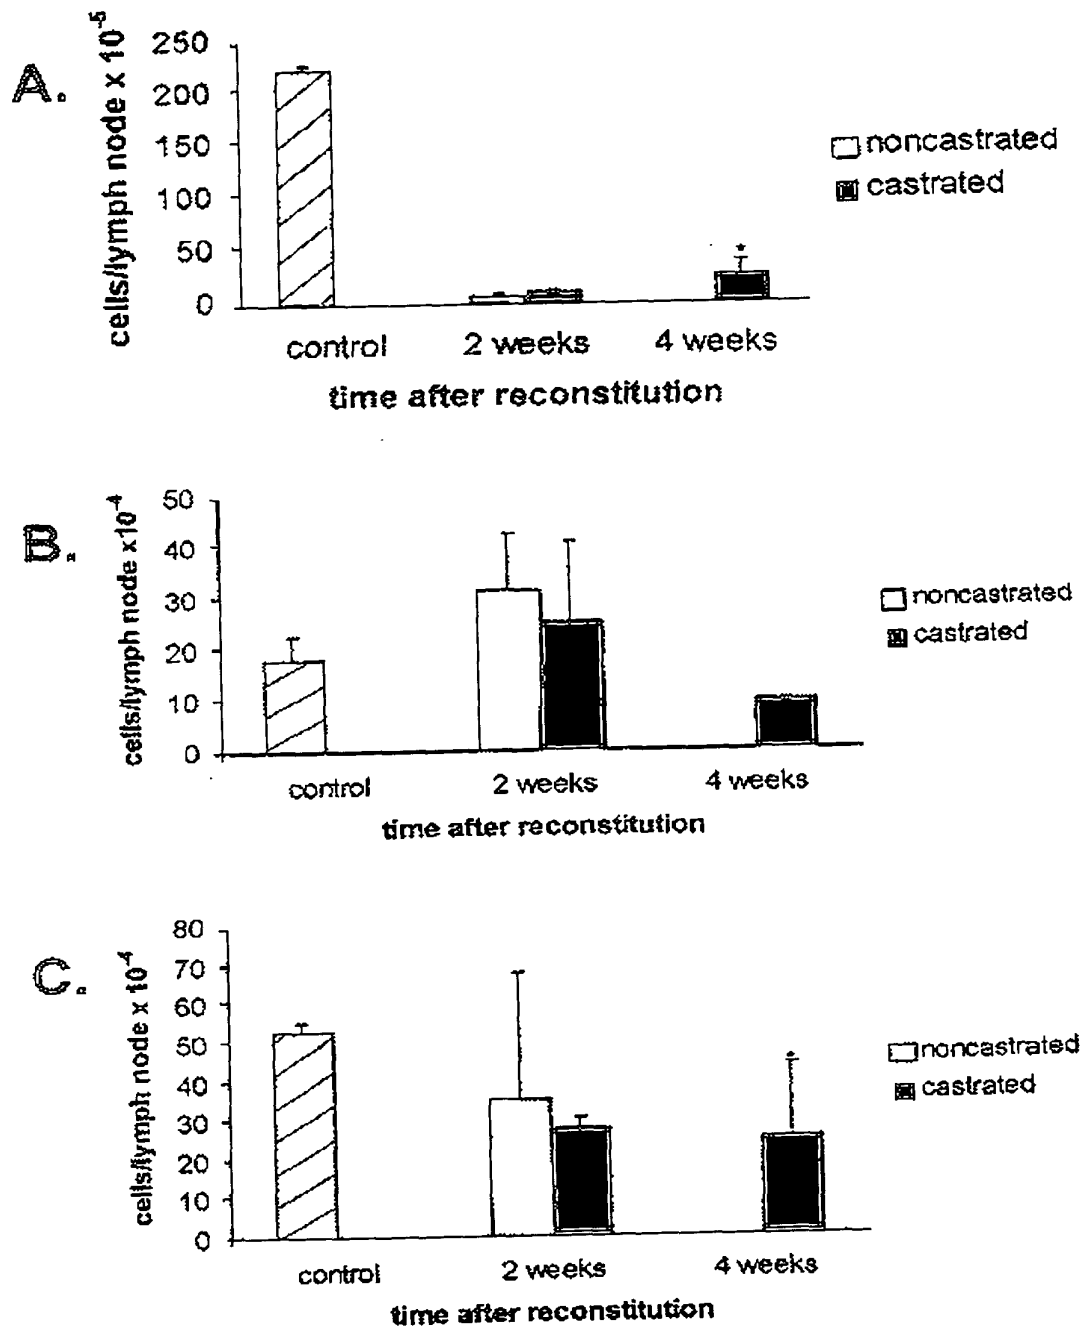 A.
cells/lymph node x 10^-5
250
200
150
100
50
0
noncastrated
castrated
*
control 2 weeks 4 weeks
time after reconstitution
B.
cells/lymph node x10^-4
50
40
30
20
10
0
noncastrated
castrated
control 2 weeks 4 weeks
time after reconstitution
C.
cells/lymph node x 10^-4
80
70
60
50
40
30
20
10
0
noncastrated
castrated
*
control 2 weeks 4 weeks
time after reconstitution